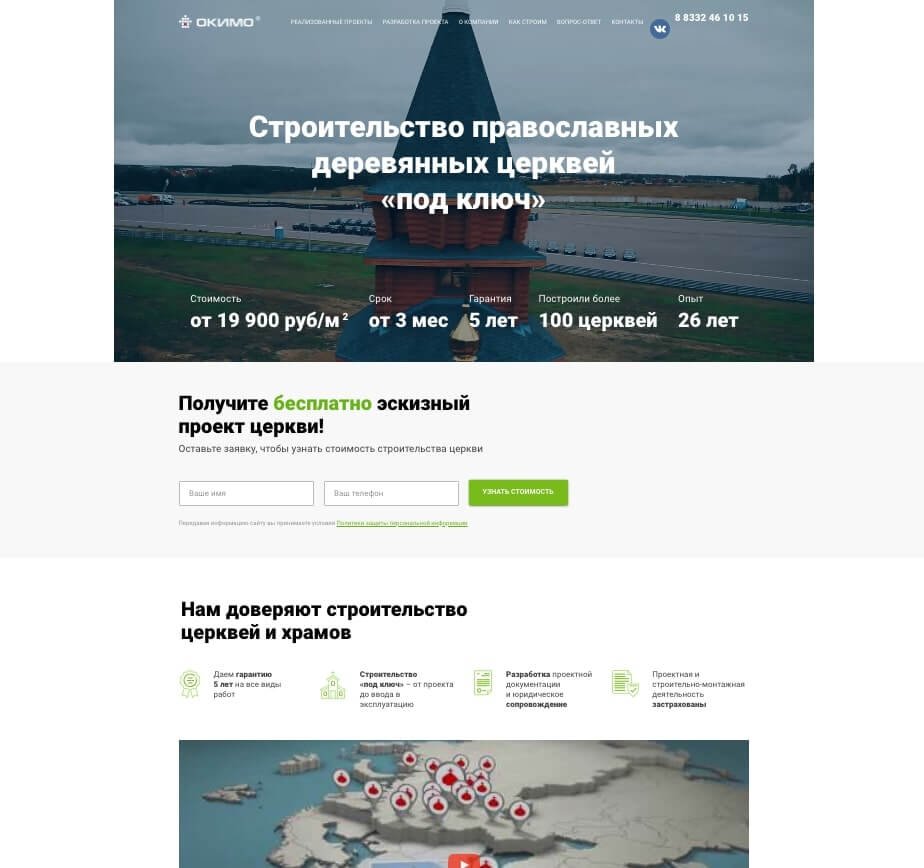 ОКИМО®
РЕАЛИЗОВАННЫЕ ПРОЕКТЫ РАЗРАБОТКА ПРОЕКТА О КОМПАНИИ КАК СТРОИМ ВОПРОС-ОТВЕТ КОНТАКТЫ
8 8332 46 10 15
Строительство православных
деревянных церквей
«под ключ»
Стоимость Срок Гарантия Построили более Опыт
от 19 900 руб/м² от 3 мес 5 лет 100 церквей 26 лет
Получите бесплатно эскизный
проект церкви!
Оставьте заявку, чтобы узнать стоимость строительства церкви
Ваше имя Ваш телефон УЗНАТЬ СТОИМОСТЬ
Передавая информацию сайту вы принимаете условия Политики защиты персональной информации
Нам доверяют строительство
церквей и храмов
Даем гарантию
5 лет на все виды
работ
Строительство
«под ключ» – от проекта
до ввода в
эксплуатацию
Разработка проектной
документации
и юридическое
сопровождение
Проектная и
строительно-монтажная
деятельность
застрахованы